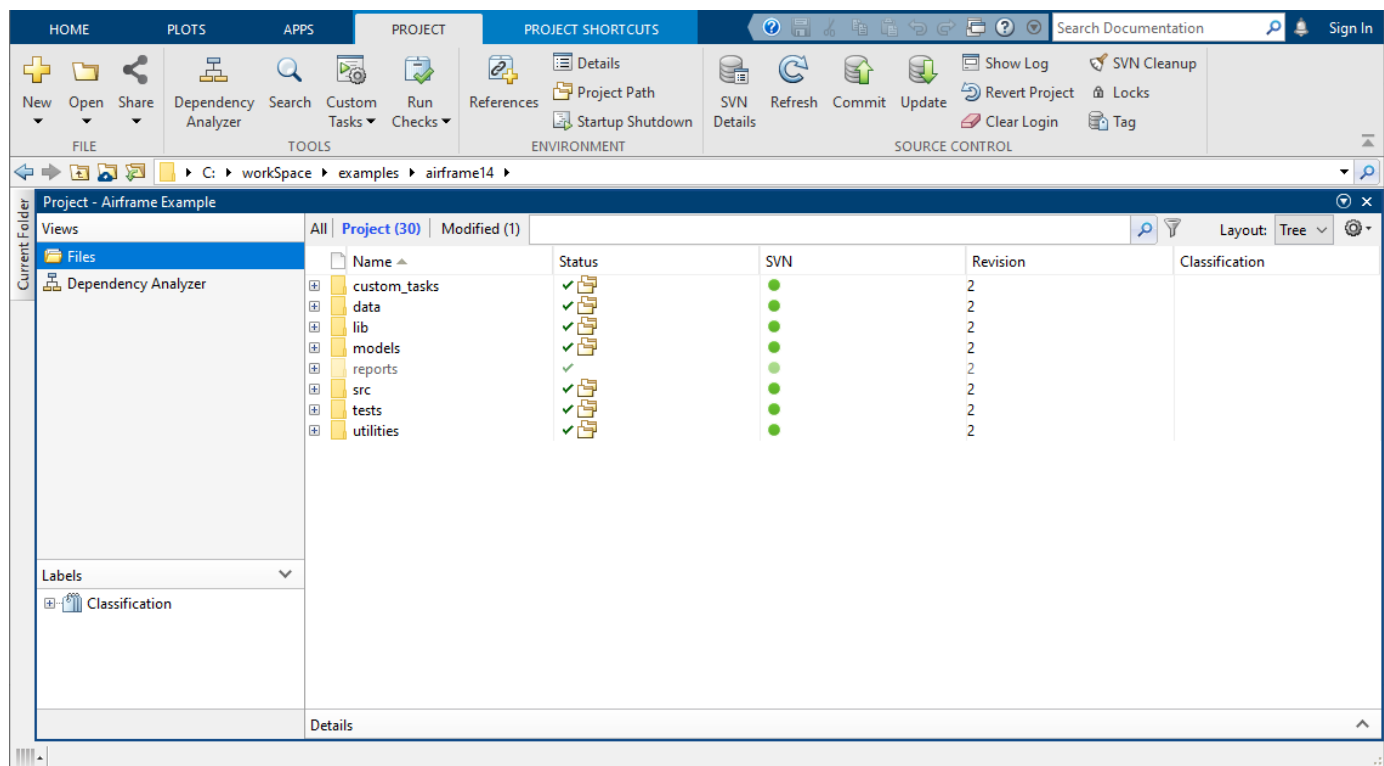 HOME PLOTS APPS PROJECT PROJECT SHORTCUTS Search Documentation Sign In
New Open Share Dependency Analyzer Search Custom Tasks Run Checks References Details Project Path Startup Shutdown SVN Details Refresh Commit Update Show Log Revert Project Clear Login SVN Cleanup Locks Tag
FILE TOOLS ENVIRONMENT SOURCE CONTROL
C: workSpace examples airframe14
Current Folder
Project - Airframe Example
Views All Project (30) Modified (1) Layout: Tree
Files Name Status SVN Revision Classification
Dependency Analyzer
custom_tasks 2
data 2
lib 2
models 2
reports 2
src 2
tests 2
utilities 2
Labels
Classification
Details